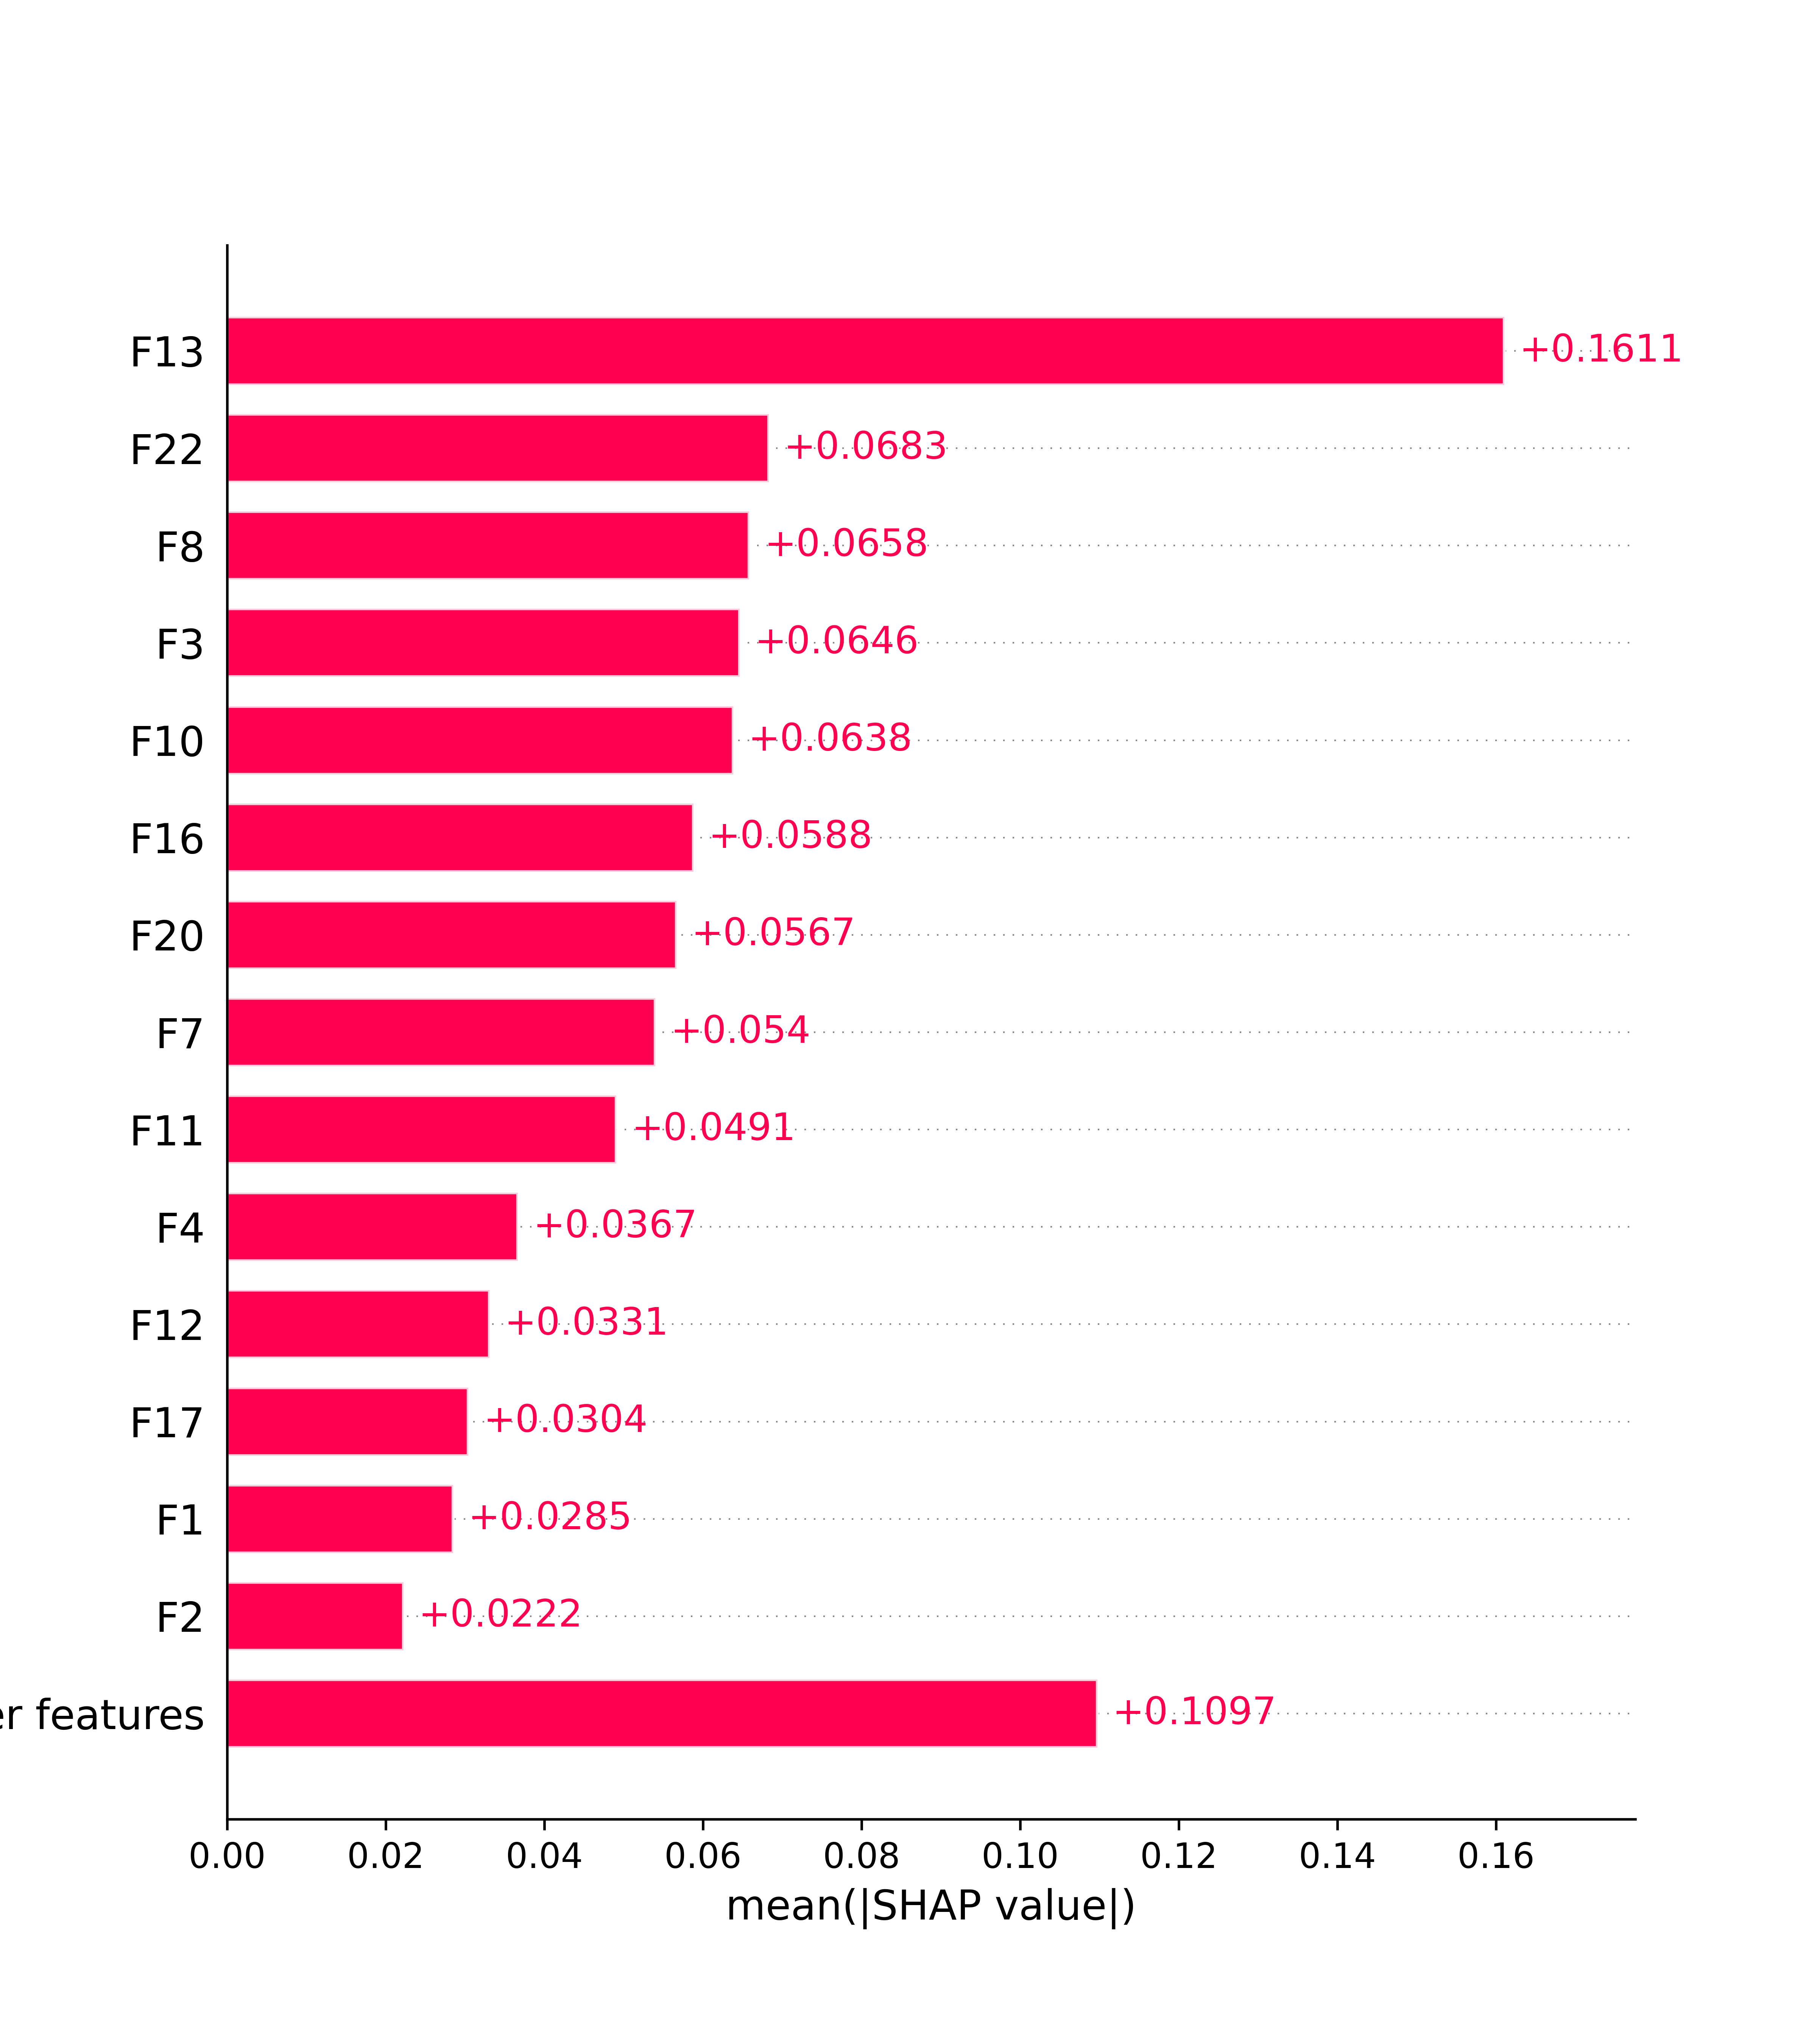 F13 +0.1611
F22 +0.0683
F8 +0.0658
F3 +0.0646
F10 +0.0638
F16 +0.0588
F20 +0.0567
F7 +0.054
F11 +0.0491
F4 +0.0367
F12 +0.0331
F17 +0.0304
F1 +0.0285
F2 +0.0222
features +0.1097
0.00 0.02 0.04 0.06 0.08 0.10 0.12 0.14 0.16
mean(|SHAP value|)